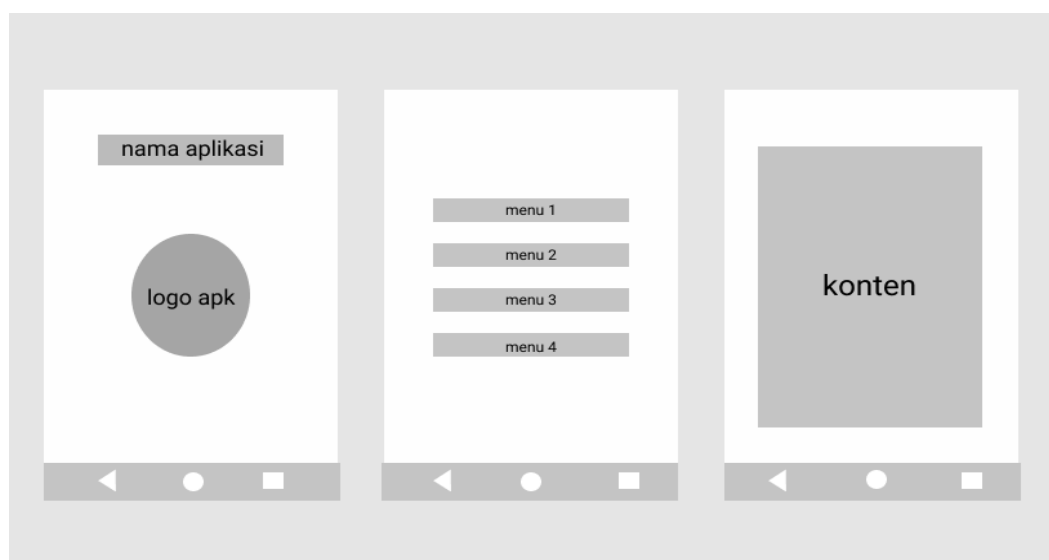 nama aplikasi
logo apk
menu 1
menu 2
menu 3
menu 4
konten